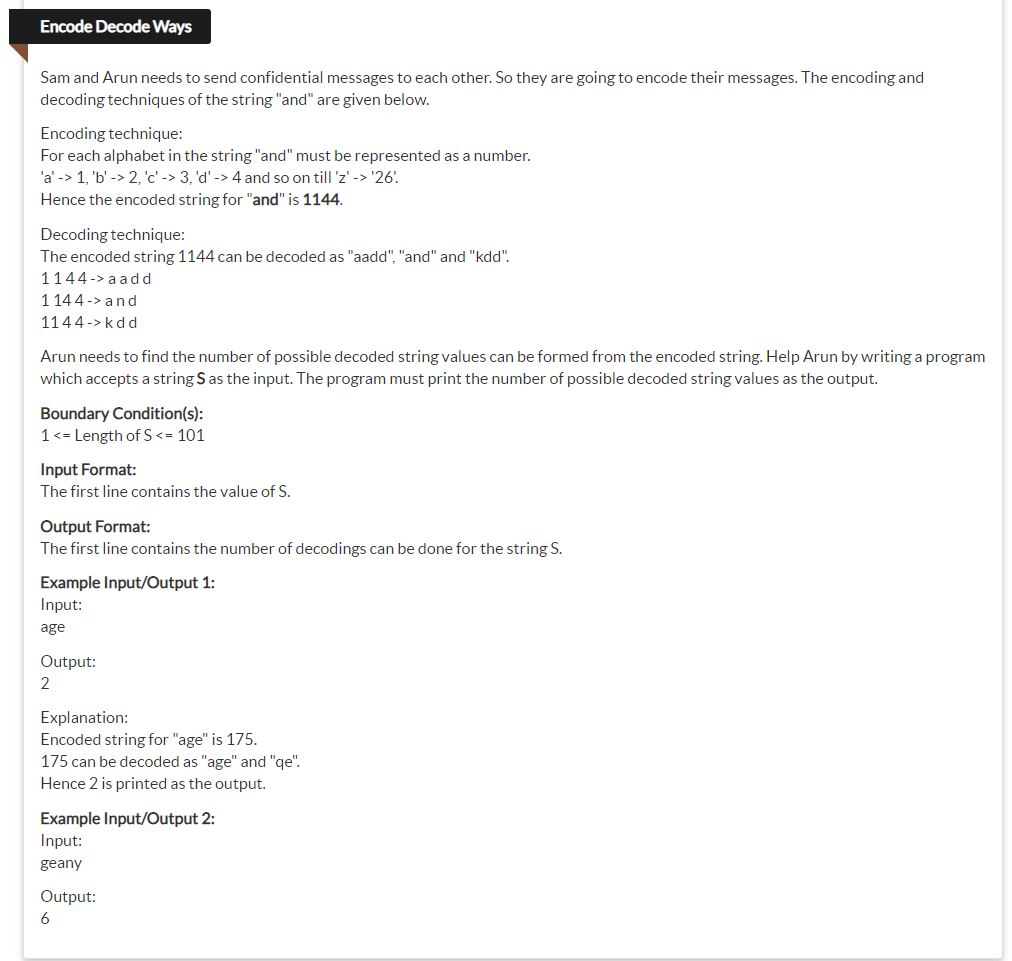 Encode Decode Ways
Sam and Arun needs to send confidential messages to each other. So they are going to encode their messages. The encoding and
decoding techniques of the string "and" are given below.
Encoding technique:
For each alphabet in the string "and" must be represented as a number.
'a' -> 1, 'b' -> 2, 'c' -> 3, 'd' -> 4 and so on till 'z' -> '26'.
Hence the encoded string for "and" is 1144.
Decoding technique:
The encoded string 1144 can be decoded as "aadd", "and" and "kdd".
1 1 4 4 -> a a d d
1 14 4 -> a n d
11 4 4 -> k d d
Arun needs to find the number of possible decoded string values can be formed from the encoded string. Help Arun by writing a program
which accepts a string S as the input. The program must print the number of possible decoded string values as the output.
Boundary Condition(s):
1 <= Length of S <= 101
Input Format:
The first line contains the value of S.
Output Format:
The first line contains the number of decodings can be done for the string S.
Example Input/Output 1:
Input:
age
Output:
2
Explanation:
Encoded string for "age" is 175.
175 can be decoded as "age" and "qe".
Hence 2 is printed as the output.
Example Input/Output 2:
Input:
geany
Output:
6